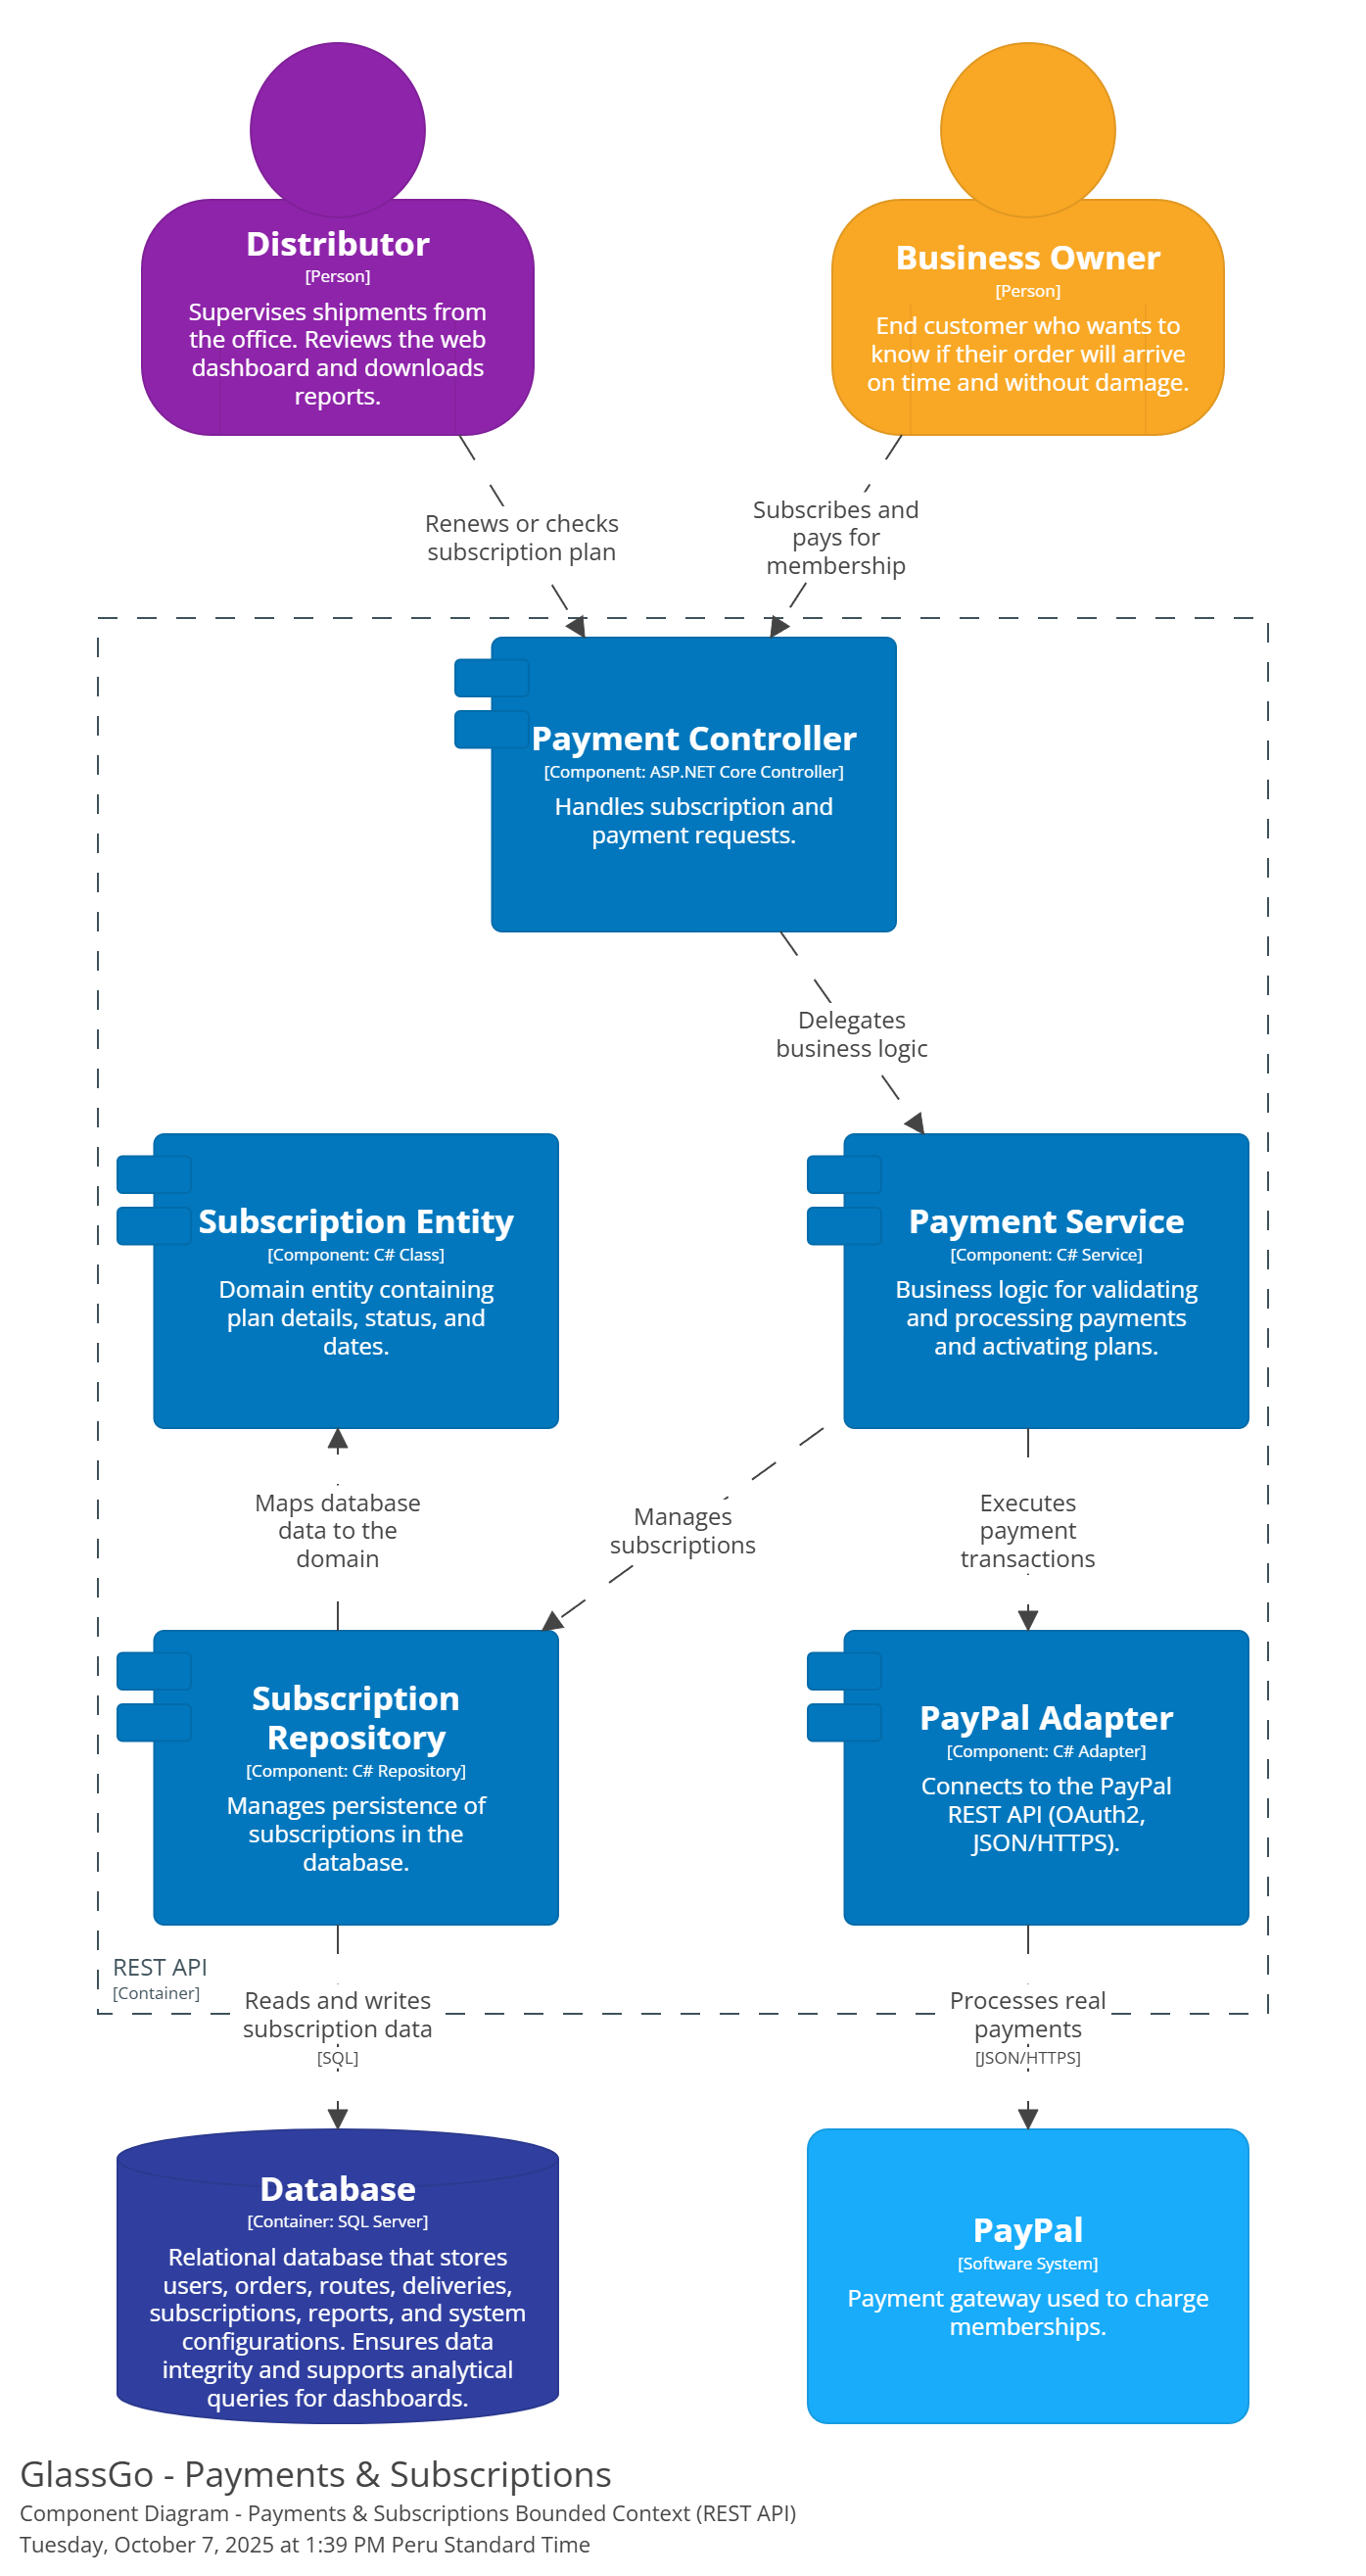 Distributor
[Person]
Supervises shipments from
the office. Reviews the web
dashboard and downloads
reports.
Business Owner
[Person]
End customer who wants to
know if their order will arrive
on time and without damage.
Renews or checks
subscription plan
Subscribes and
pays for
membership
Payment Controller
[Component: ASP.NET Core Controller]
Handles subscription and
payment requests.
Delegates
business logic
Subscription Entity
[Component: C# Class]
Domain entity containing
plan details, status, and
dates.
Payment Service
[Component: C# Service]
Business logic for validating
and processing payments
and activating plans.
Maps database
data to the
domain
Manages
subscriptions
Executes
payment
transactions
Subscription
Repository
[Component: C# Repository]
Manages persistence of
subscriptions in the
database.
PayPal Adapter
[Component: C# Adapter]
Connects to the PayPal
REST API (OAuth2,
JSON/HTTPS).
REST API
[Container]
Reads and writes
subscription data
[SQL]
Processes real
payments
[JSON/HTTPS]
Database
[Container: SQL Server]
Relational database that stores
users, orders, routes, deliveries,
subscriptions, reports, and system
configurations. Ensures data
integrity and supports analytical
queries for dashboards.
PayPal
[Software System]
Payment gateway used to charge
memberships.
GlassGo - Payments & Subscriptions
Component Diagram - Payments & Subscriptions Bounded Context (REST API)
Tuesday, October 7, 2025 at 1:39 PM Peru Standard Time